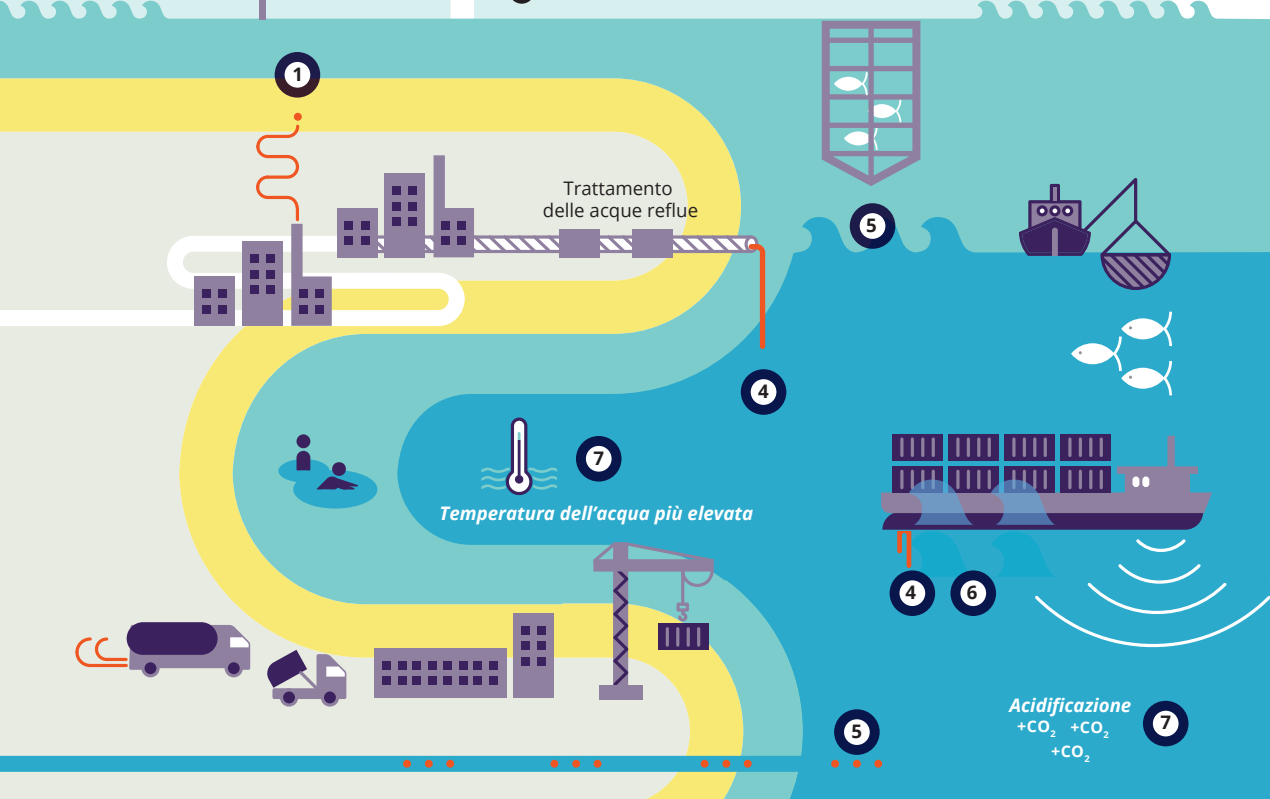 1
Trattamento
delle acque reflue
5
4
7
Temperatura dell'acqua più elevata
4
6
Acidificazione
+CO2 +CO2
+CO2
7
5